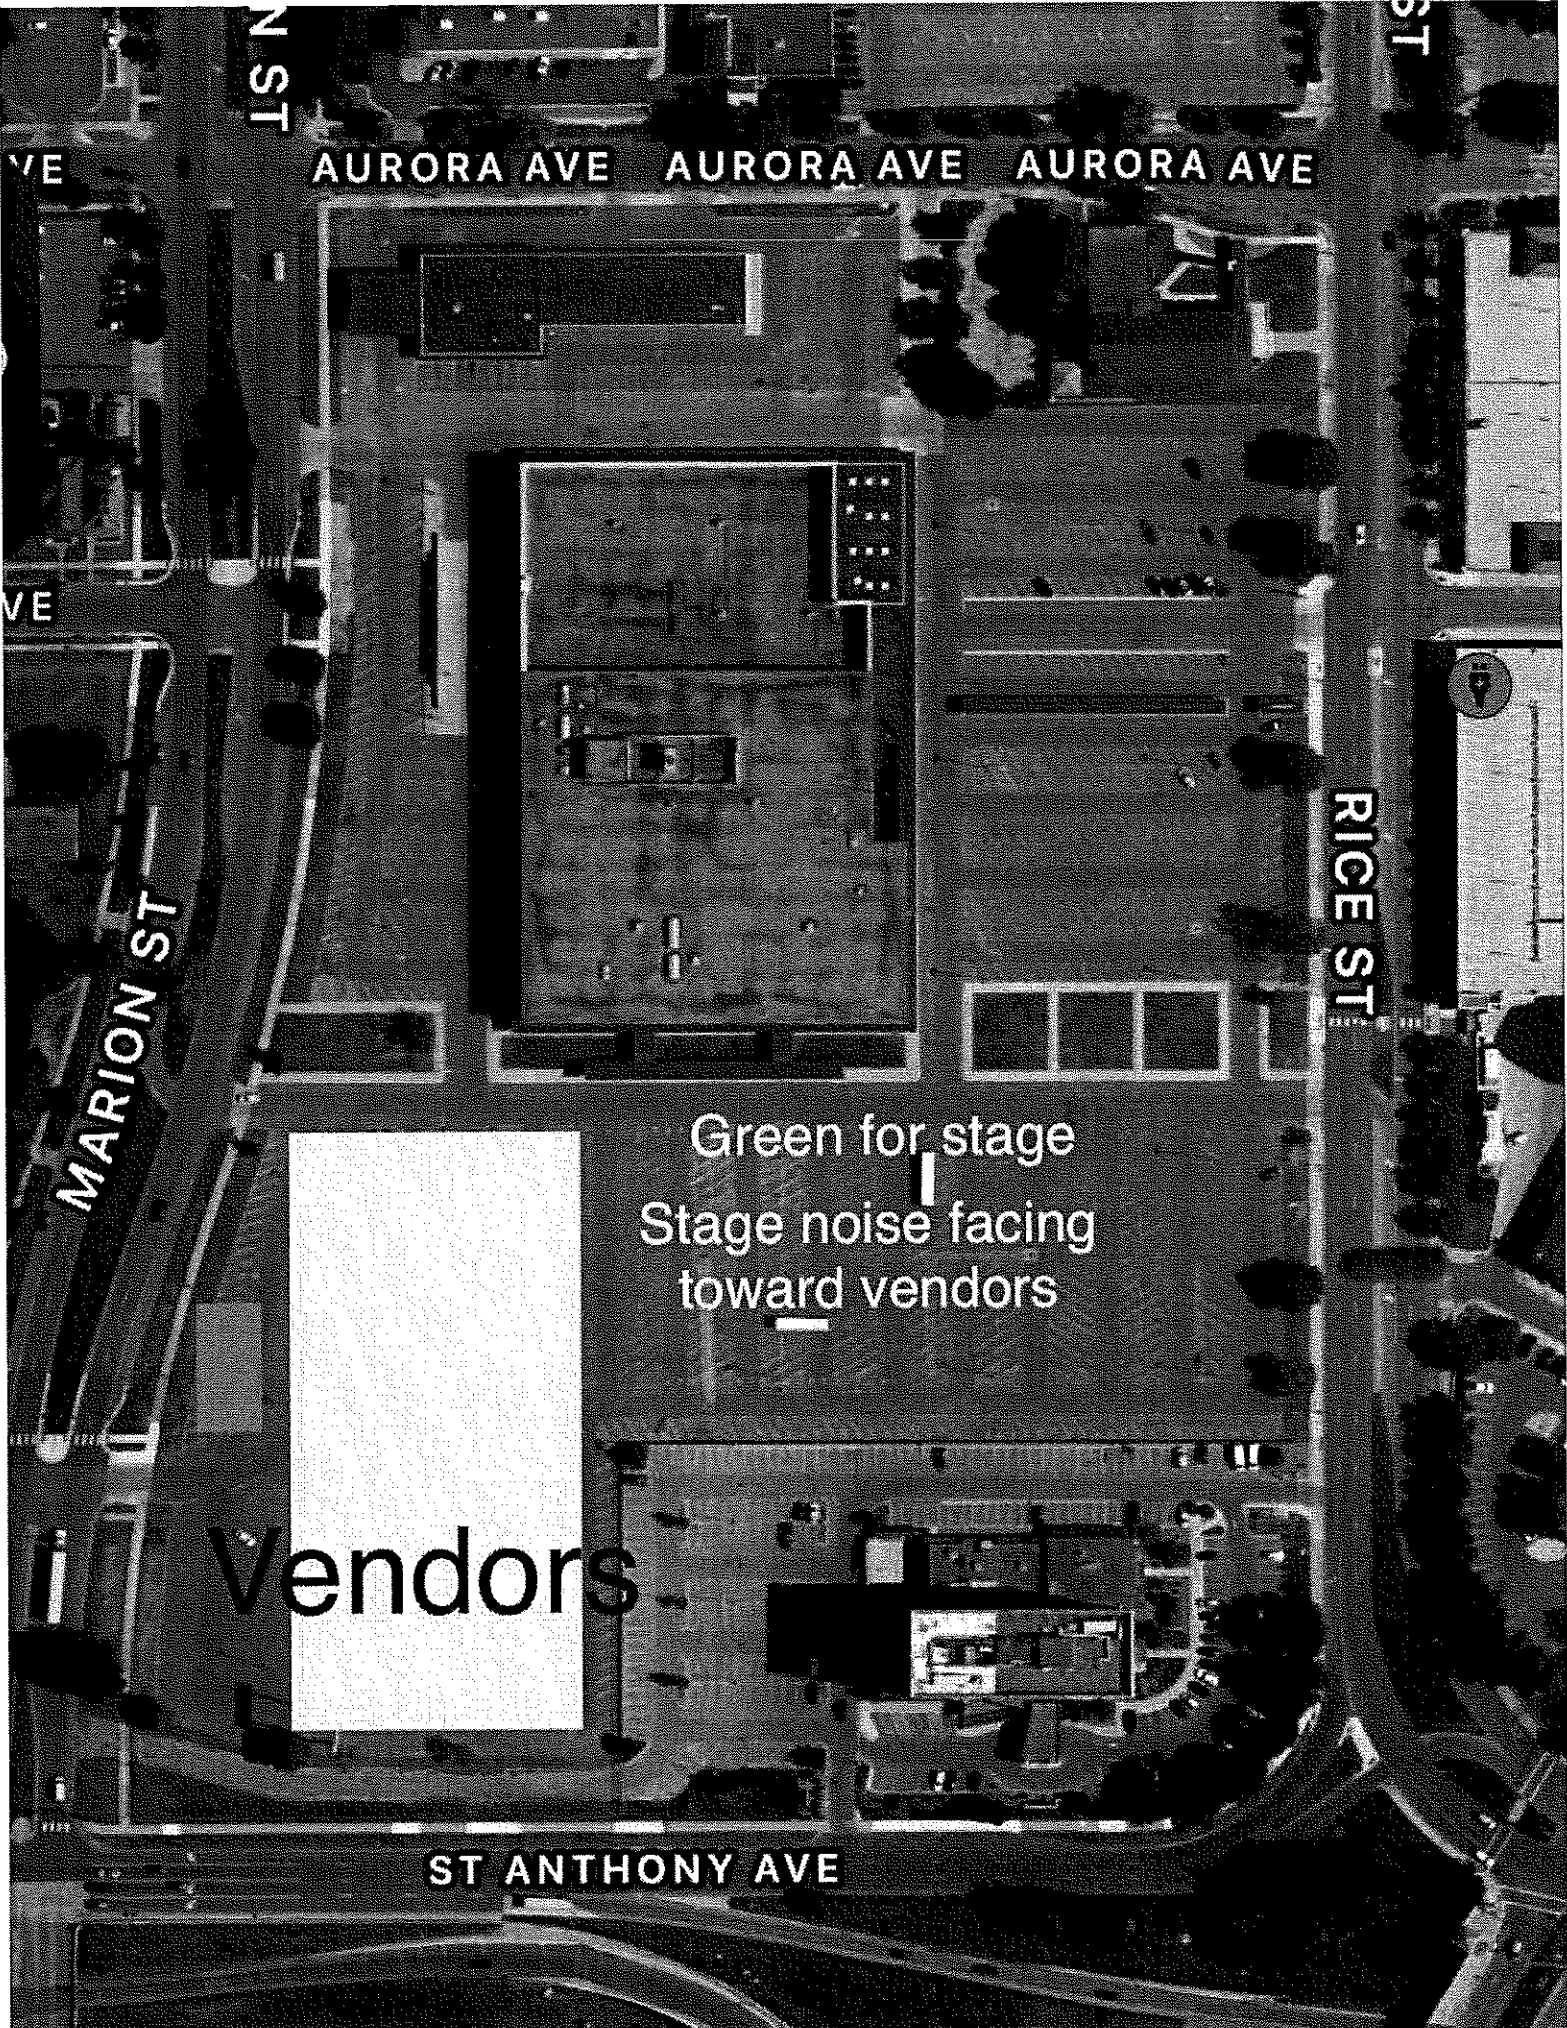 N ST
ST
VE
AURORA AVE
AURORA AVE
AURORA AVE
VE
RICE ST
MARION ST
Green for stage
Stage noise facing
toward vendors
Vendors
ST ANTHONY AVE